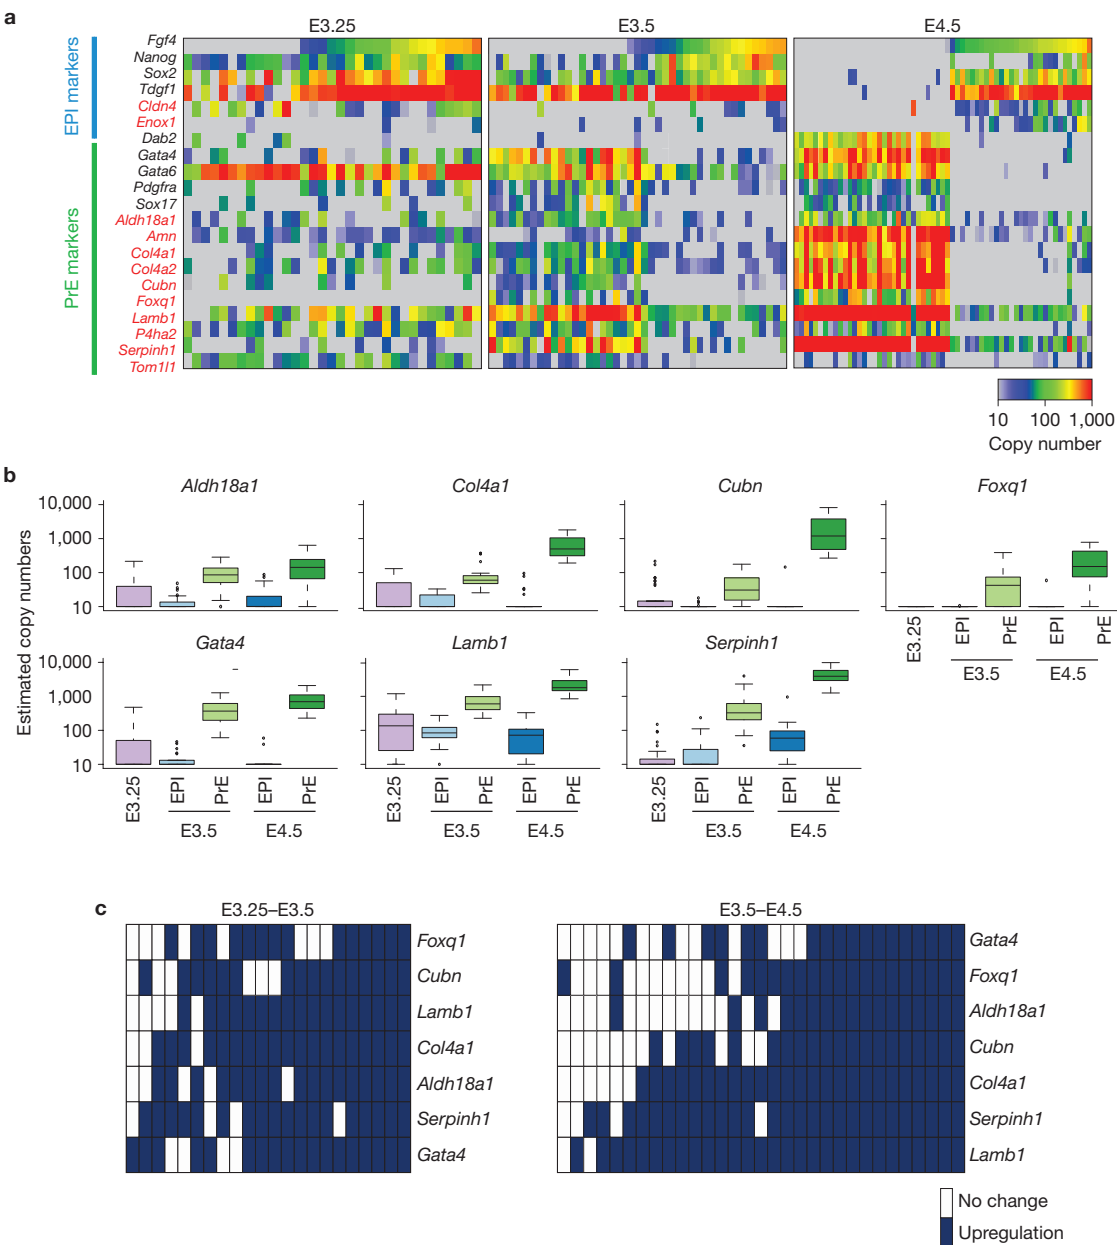 a
E3.25 E3.5 E4.5
EPI markers
PrE markers
Fgf4
Nanog
Sox2
Tdgf1
Cldn4
Enox1
Dab2
Gata4
Gata6
Pdgfra
Sox17
Aldh18a1
Amn
Col4a1
Col4a2
Cubn
Foxq1
Lamb1
P4ha2
Serpinh1
Tom1l1
10 100 1,000
Copy number
b
Estimated copy numbers
Aldh18a1 Col4a1 Cubn Foxq1
10,000
1,000
100
10
E3.25 EPI PrE EPI PrE
E3.5 E4.5
Gata4 Lamb1 Serpinh1
10,000
1,000
100
10
E3.25 EPI PrE EPI PrE E3.25 EPI PrE EPI PrE E3.25 EPI PrE EPI PrE
E3.5 E4.5 E3.5 E4.5 E3.5 E4.5
c
E3.25–E3.5
Foxq1
Cubn
Lamb1
Col4a1
Aldh18a1
Serpinh1
Gata4
E3.5–E4.5
Gata4
Foxq1
Aldh18a1
Cubn
Col4a1
Serpinh1
Lamb1
No change
Upregulation